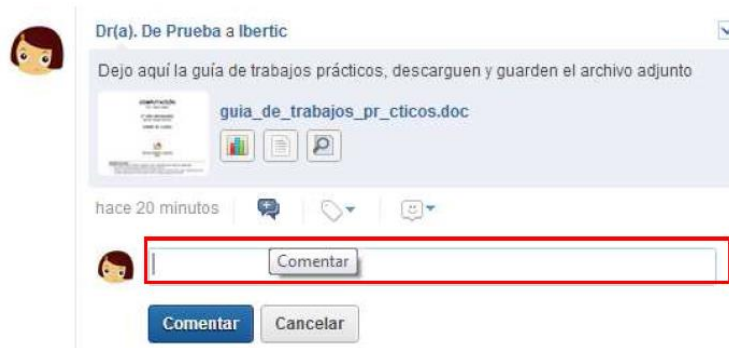 Dr(a). De Prueba a Ibertic
Dejo aquí la guía de trabajos prácticos, descarguen y guarden el archivo adjunto
COMPUTACIÓN
guia_de_trabajos_pr_cticos.doc
hace 20 minutos
Comentar
Comentar
Cancelar